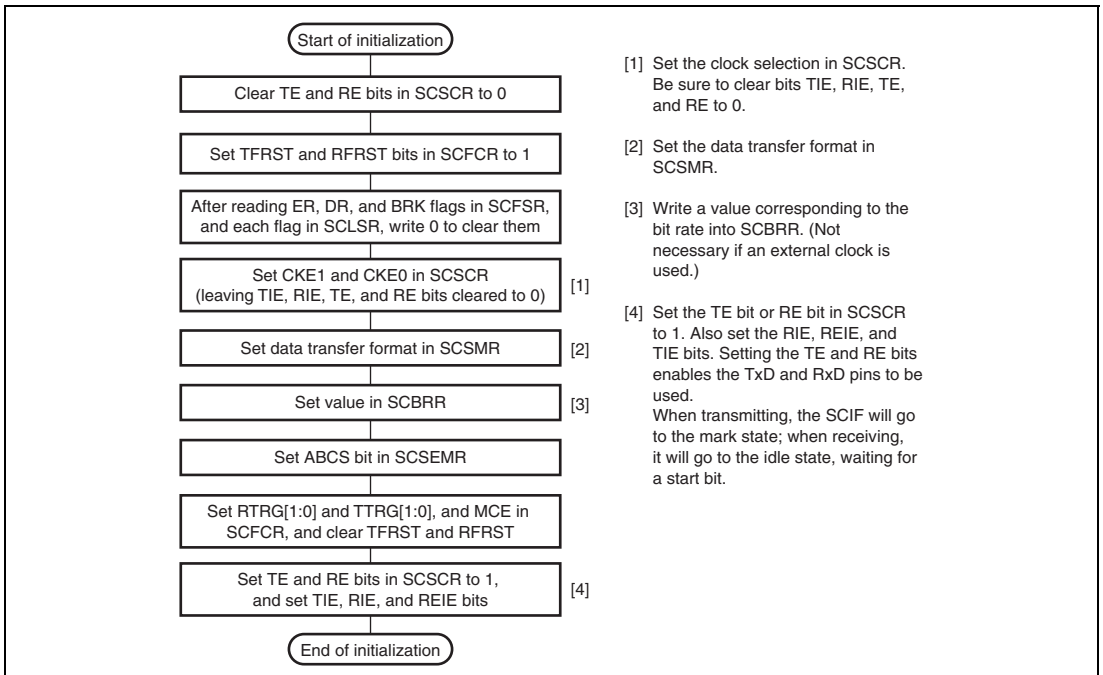 Start of initialization
Clear TE and RE bits in SCSCR to 0
Set TFRST and RFRST bits in SCFCR to 1
After reading ER, DR, and BRK flags in SCFSR,
and each flag in SCLSR, write 0 to clear them
Set CKE1 and CKE0 in SCSCR
(leaving TIE, RIE, TE, and RE bits cleared to 0)
[1]
Set data transfer format in SCSMR
[2]
Set value in SCBRR
[3]
Set ABCS bit in SCSEMR
Set RTRG[1:0] and TTRG[1:0], and MCE in
SCFCR, and clear TFRST and RFRST
Set TE and RE bits in SCSCR to 1,
and set TIE, RIE, and REIE bits
[4]
End of initialization
[1] Set the clock selection in SCSCR.
Be sure to clear bits TIE, RIE, TE,
and RE to 0.
[2] Set the data transfer format in
SCSMR.
[3] Write a value corresponding to the
bit rate into SCBRR. (Not
necessary if an external clock is
used.)
[4] Set the TE bit or RE bit in SCSCR
to 1. Also set the RIE, REIE, and
TIE bits. Setting the TE and RE bits
enables the TxD and RxD pins to be
used.
When transmitting, the SCIF will go
to the mark state; when receiving,
it will go to the idle state, waiting for
a start bit.